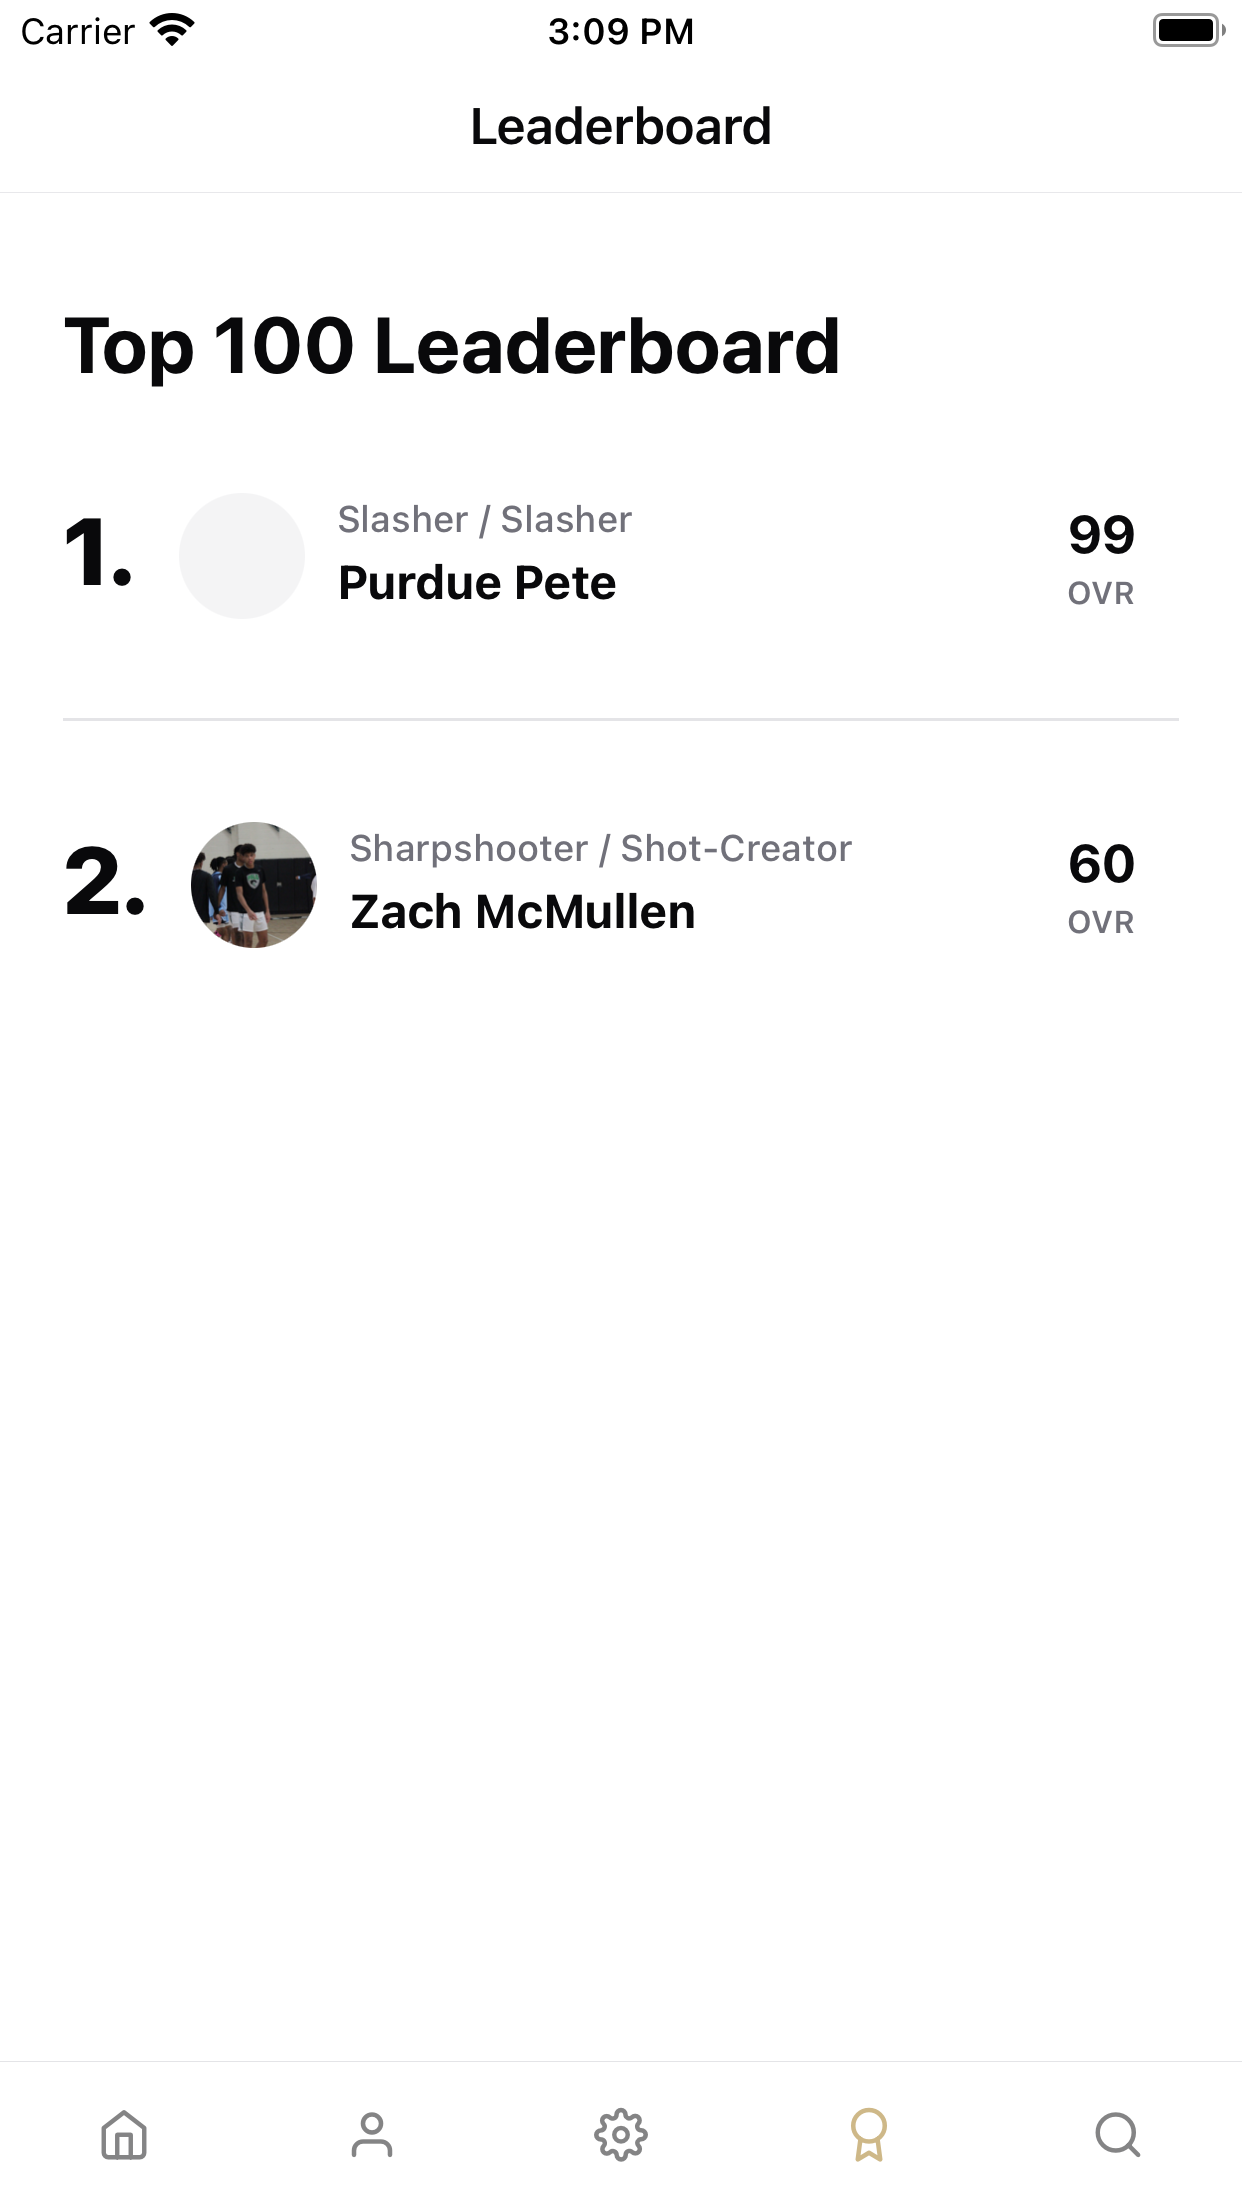 Carrier 3:09 PM
Leaderboard
Top 100 Leaderboard
1. Slasher / Slasher
Purdue Pete
99
OVR
2. Sharpshooter / Shot-Creator
Zach McMullen
60
OVR